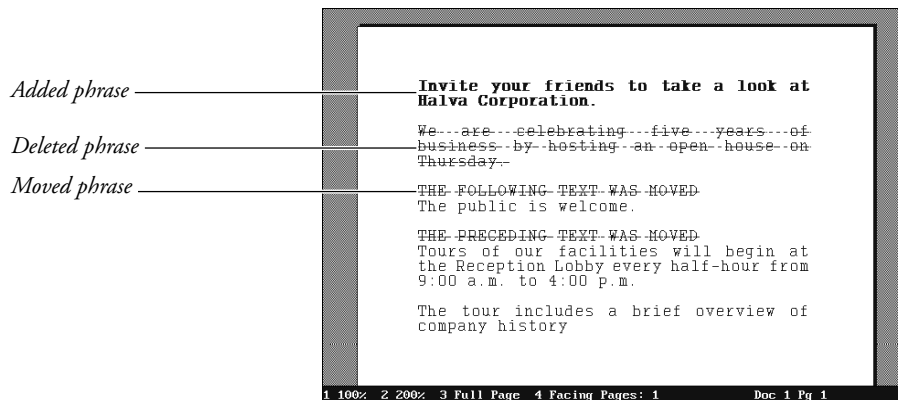 Added phrase
Deleted phrase
Moved phrase
Invite your friends to take a look at
Halva Corporation.
We are celebrating five years of
business by hosting an open house on
Thursday.
THE FOLLOWING TEXT WAS MOVED
The public is welcome.
THE PRECEDING TEXT WAS MOVED
Tours of our facilities will begin at
the Reception Lobby every half-hour from
9:00 a.m. to 4:00 p.m.
The tour includes a brief overview of
company history
1 100% 2 200% 3 Full Page 4 Facing Pages: 1 Doc 1 Pg 1